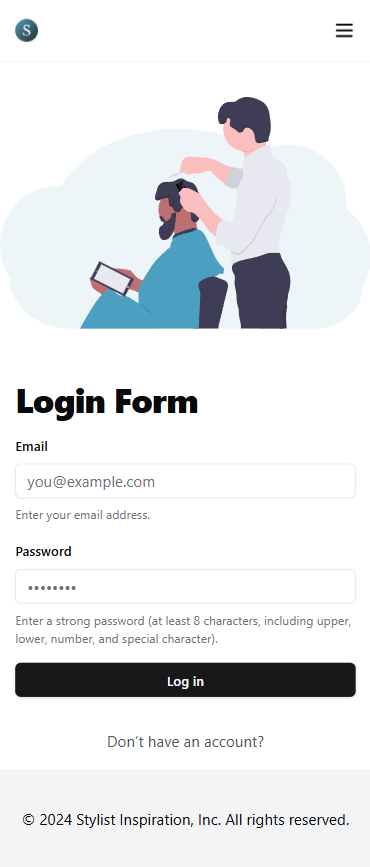 S
Login Form
Email
you@example.com
Enter your email address.
Password
••••••••
Enter a strong password (at least 8 characters, including upper,
lower, number, and special character).
Log in
Don’t have an account?
© 2024 Stylist Inspiration, Inc. All rights reserved.